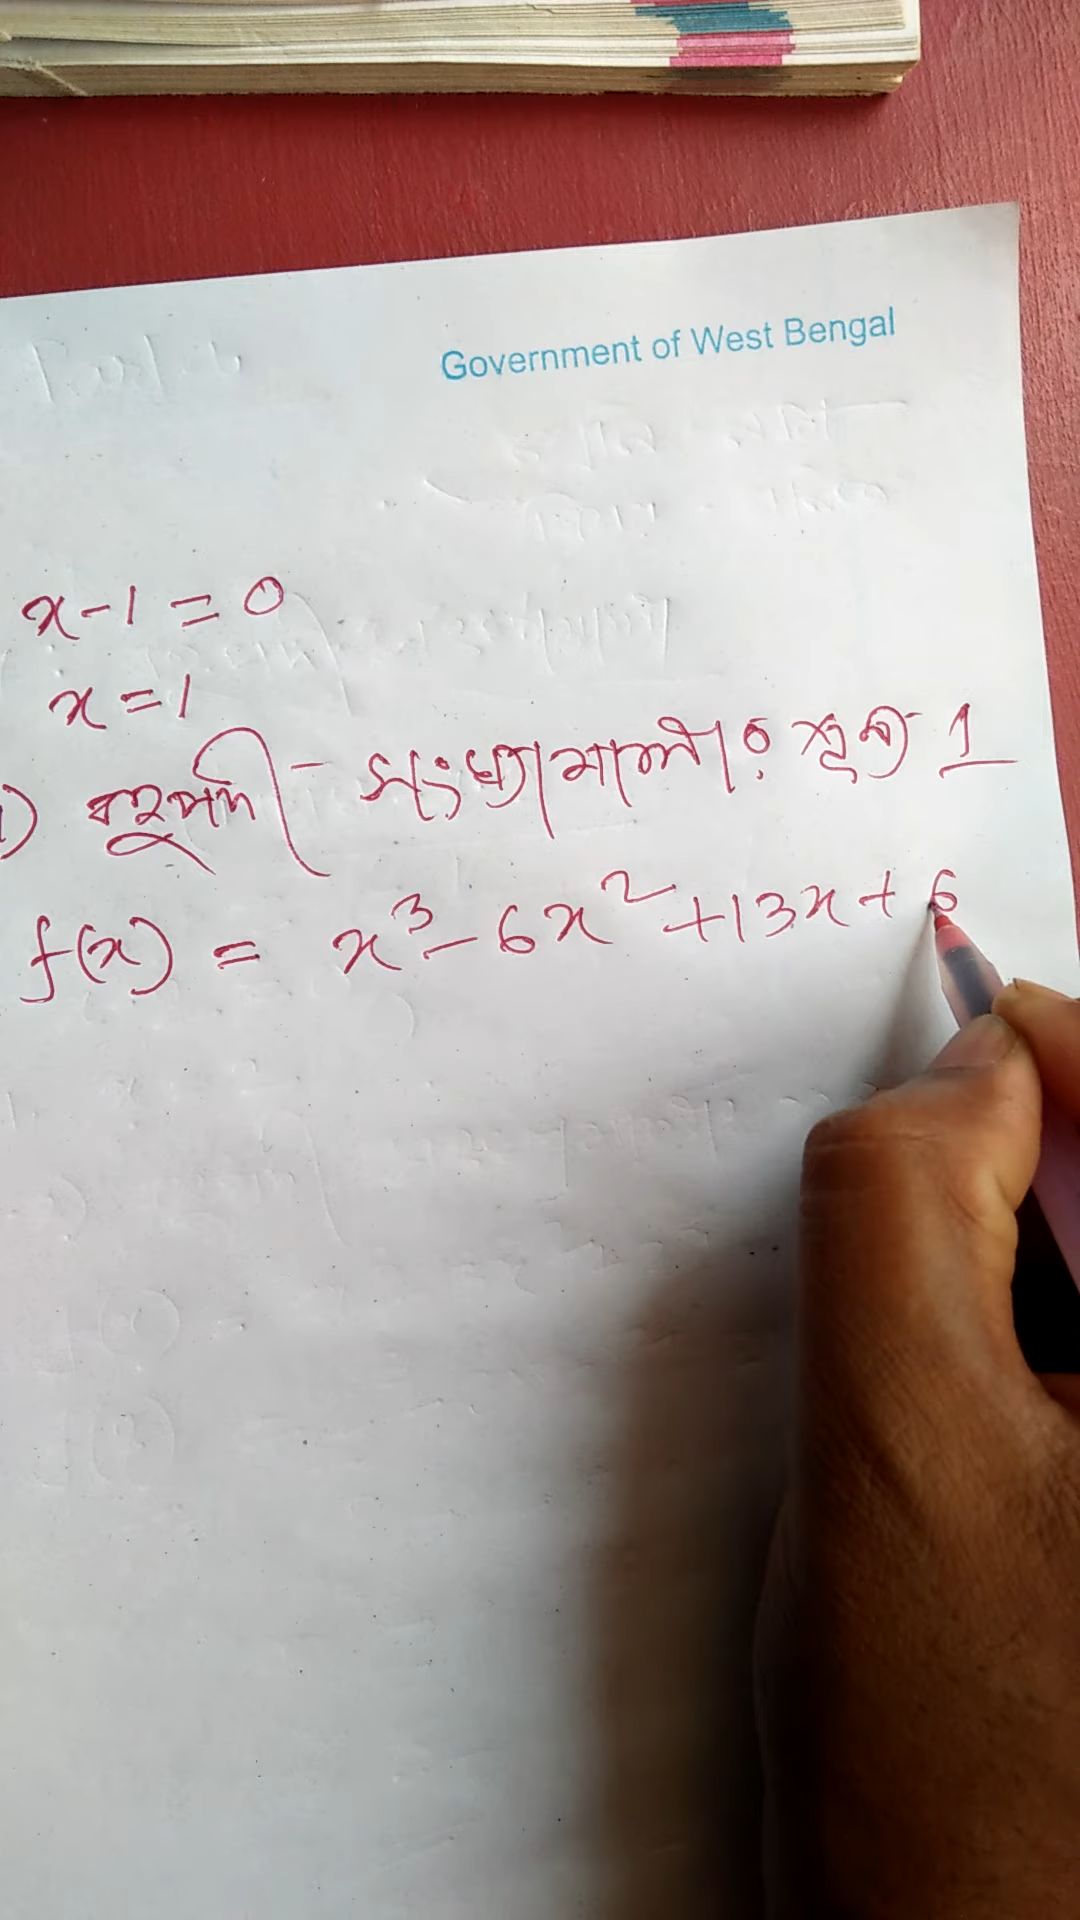 Government of West Bengal
x-1=0
x=1
) বহুপদী সংখ্যামালার শূন্য 1
f(x) = x³-6x²+13x+6